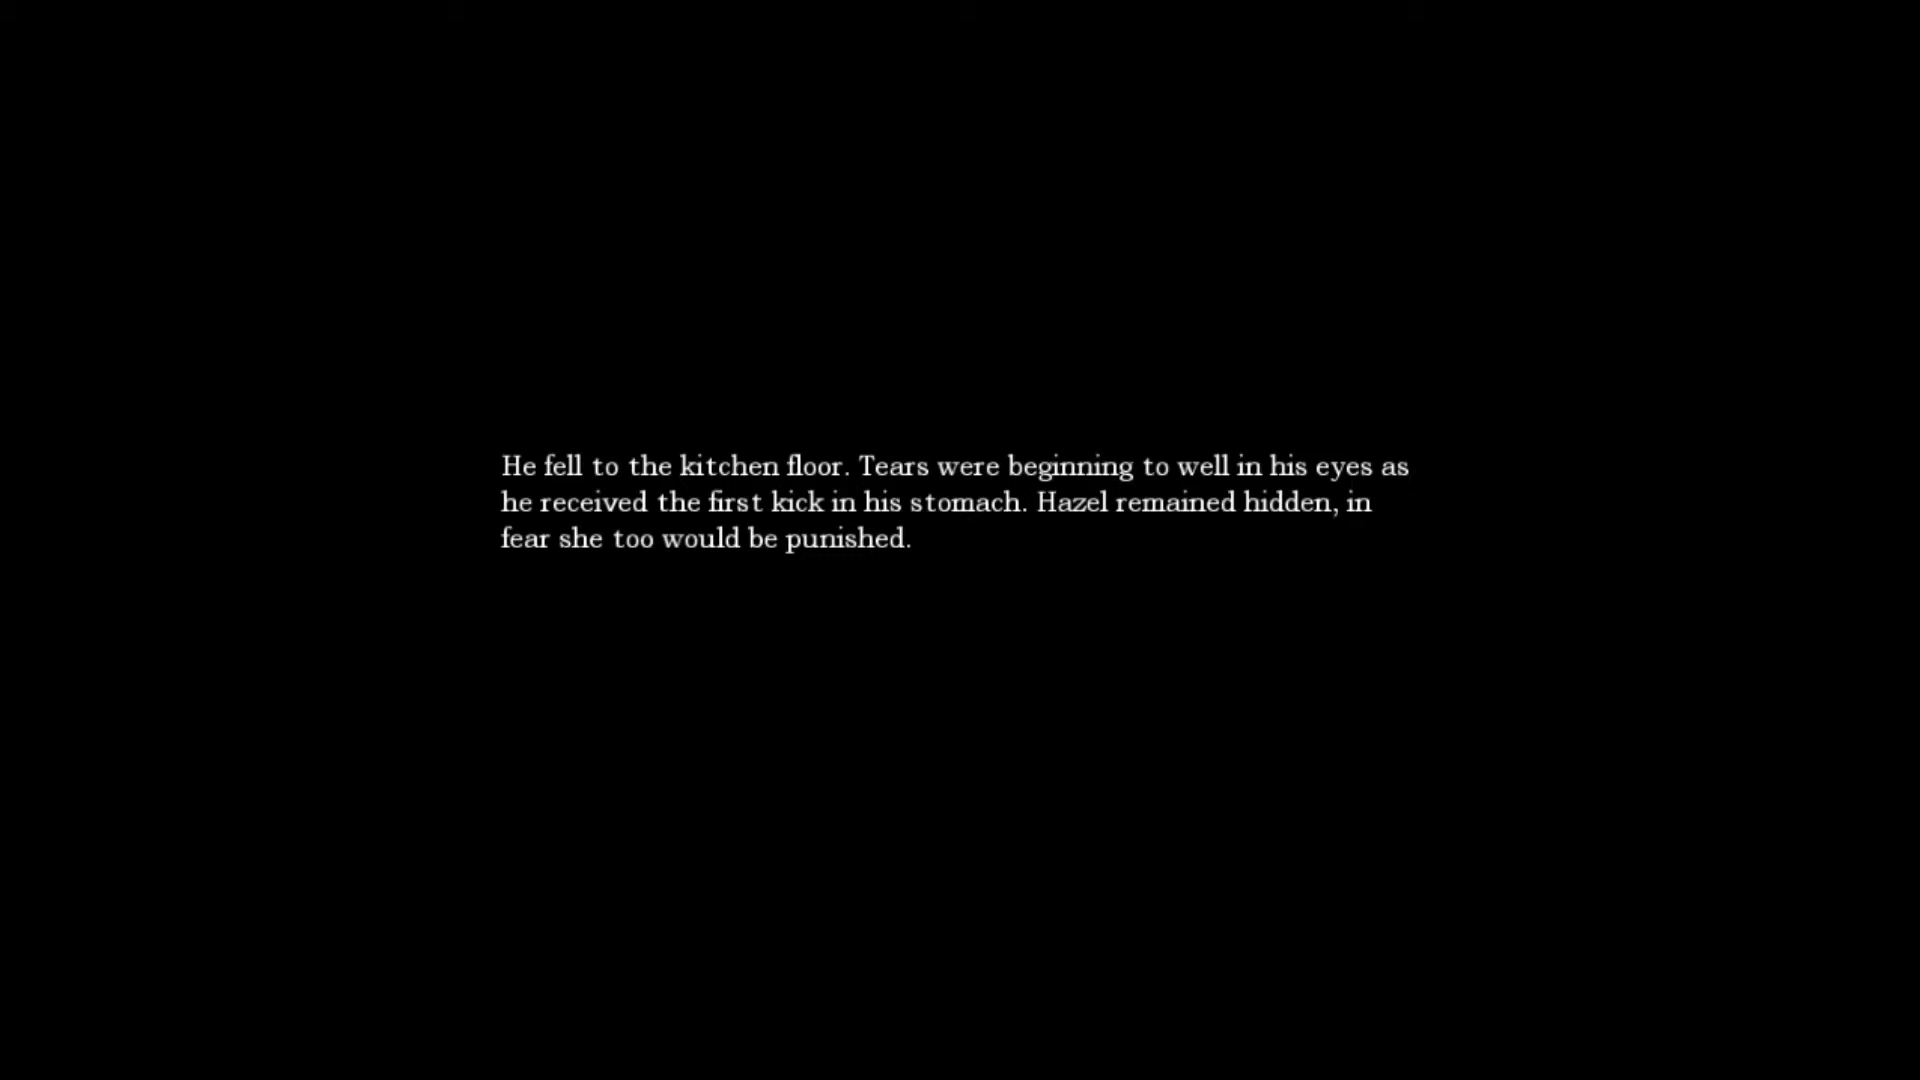 He fell to the kitchen floor. Tears were beginning to well in his eyes as
he received the first kick in his stomach. Hazel remained hidden, in
fear she too would be punished.